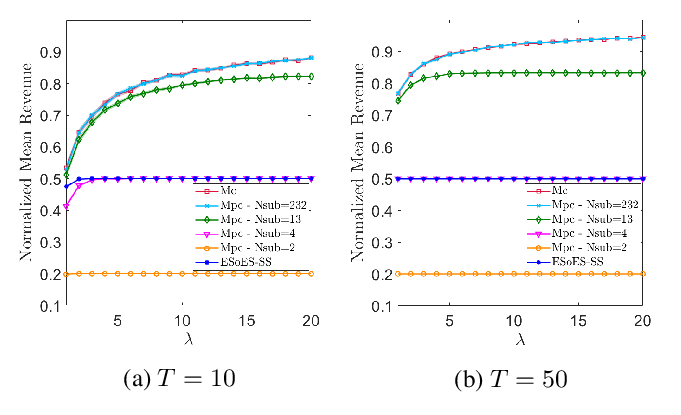 Normalized Mean Revenue
0.9
0.8
0.7
0.6
0.5
0.4
0.3
0.2
0.1
5 10 15 20
λ
Mc
Mpc - Nsub=232
Mpc - Nsub=13
Mpc - Nsub=4
Mpc - Nsub=2
ESoES-SS
(a) T = 10
Normalized Mean Revenue
0.9
0.8
0.7
0.6
0.5
0.4
0.3
0.2
0.1
5 10 15 20
λ
Mc
Mpc - Nsub=232
Mpc - Nsub=13
Mpc - Nsub=4
Mpc - Nsub=2
ESoES-SS
(b) T = 50